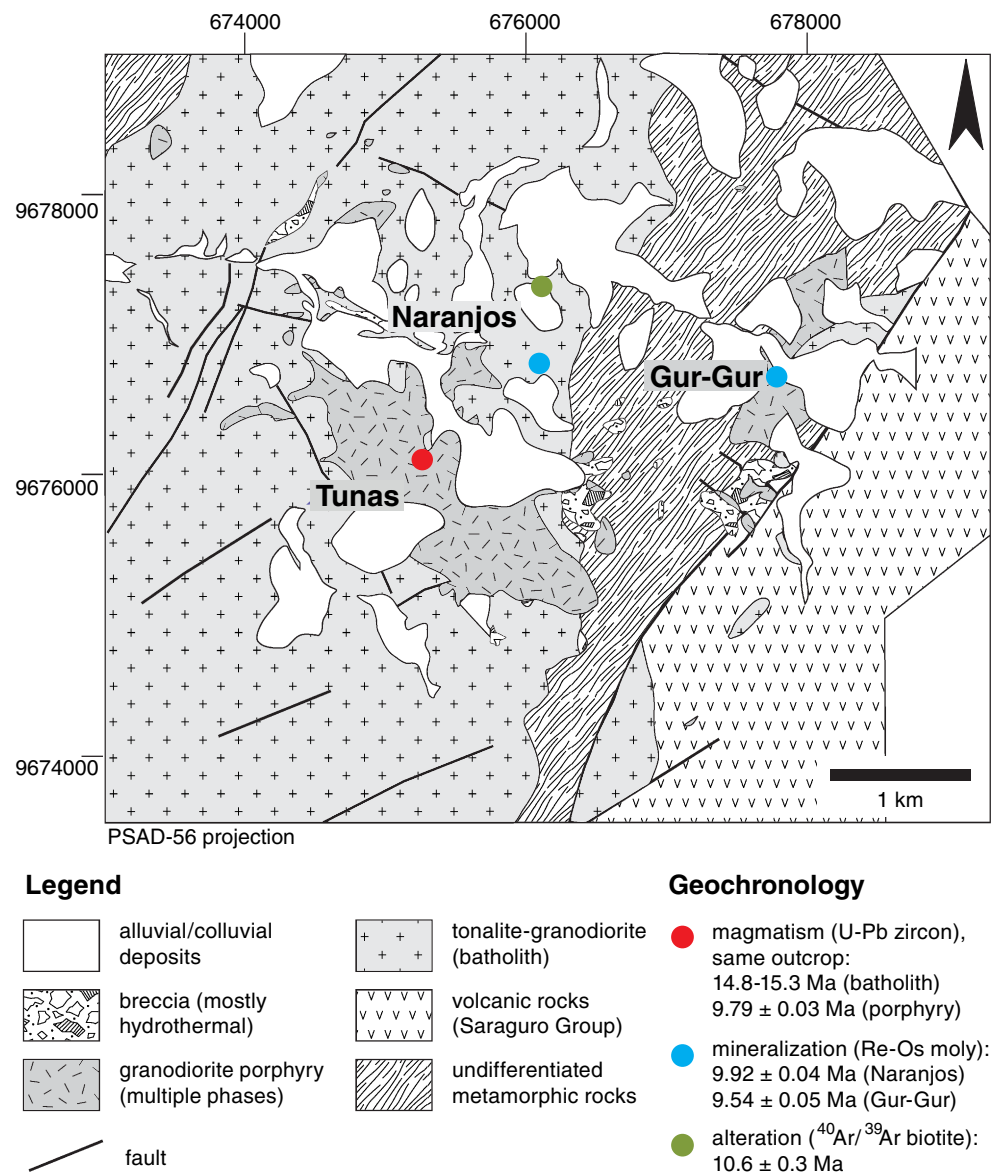 674000 676000 678000
9678000
Naranjos
Gur-Gur
9676000
Tunas
9674000
1 km
PSAD-56 projection
Legend
alluvial/colluvial
deposits
breccia (mostly
hydrothermal)
granodiorite porphyry
(multiple phases)
fault
tonalite-granodiorite
(batholith)
volcanic rocks
(Saraguro Group)
undifferentiated
metamorphic rocks
Geochronology
magmatism (U-Pb zircon),
same outcrop:
14.8-15.3 Ma (batholith)
9.79 ± 0.03 Ma (porphyry)
mineralization (Re-Os moly):
9.92 ± 0.04 Ma (Naranjos)
9.54 ± 0.05 Ma (Gur-Gur)
alteration (⁴⁰Ar/³⁹Ar biotite):
10.6 ± 0.3 Ma